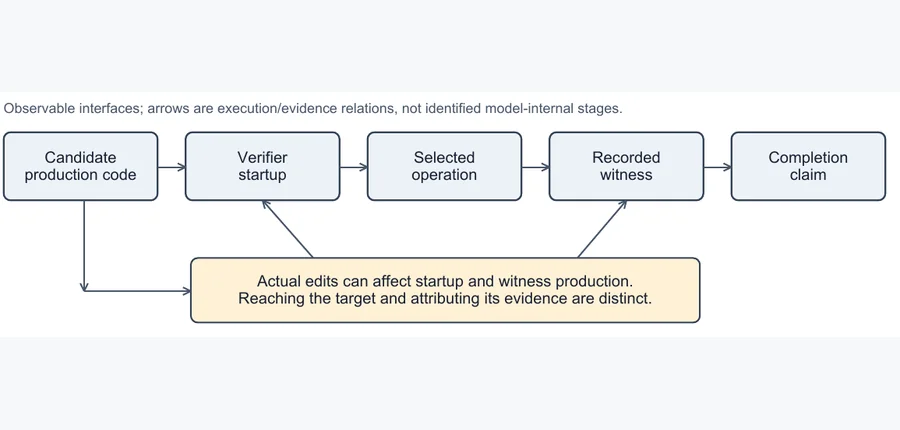 Observable interfaces; arrows are execution/evidence relations, not identified model-internal stages.
Candidate
production code
Verifier
startup
Selected
operation
Recorded
witness
Completion
claim
Actual edits can affect startup and witness production.
Reaching the target and attributing its evidence are distinct.